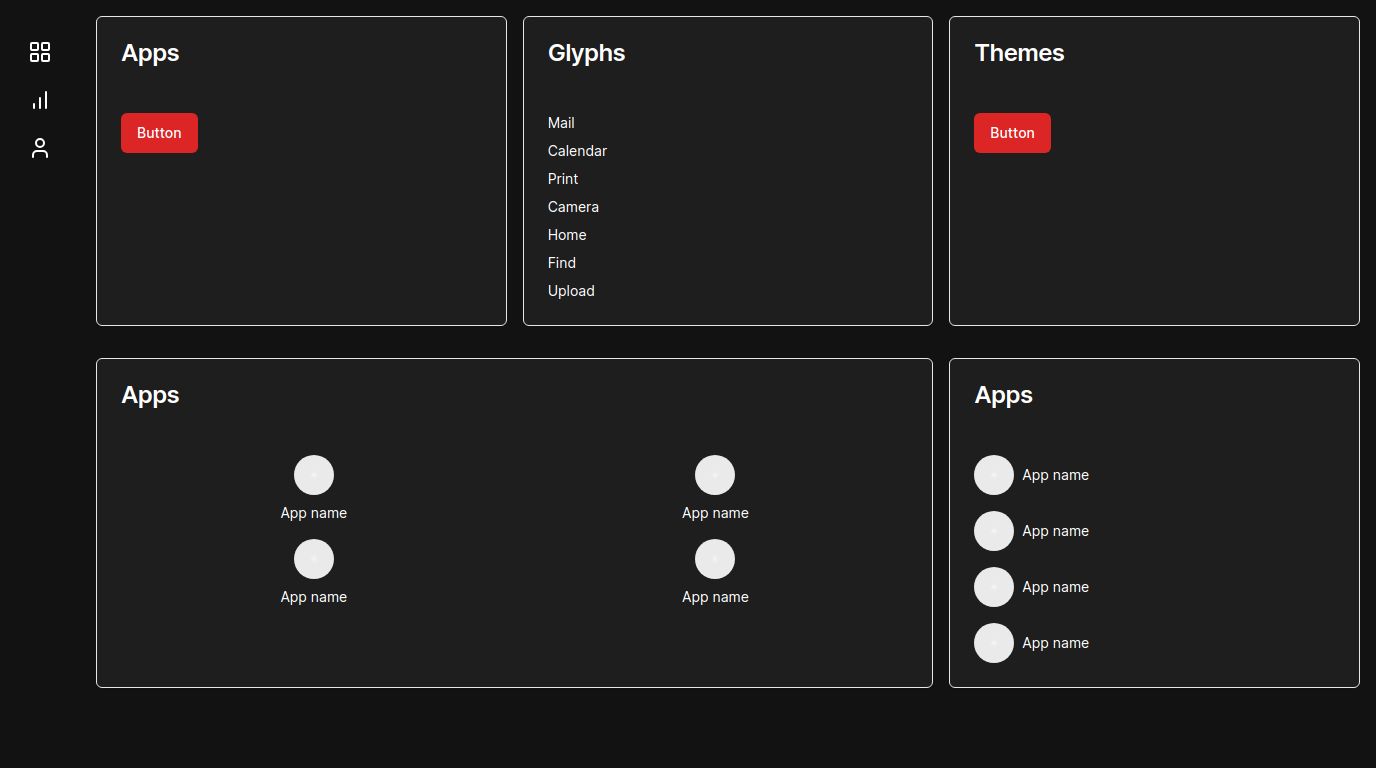 Apps
Button
Glyphs
Mail
Calendar
Print
Camera
Home
Find
Upload
Themes
Button
Apps
App name
App name
App name
App name
Apps
App name
App name
App name
App name